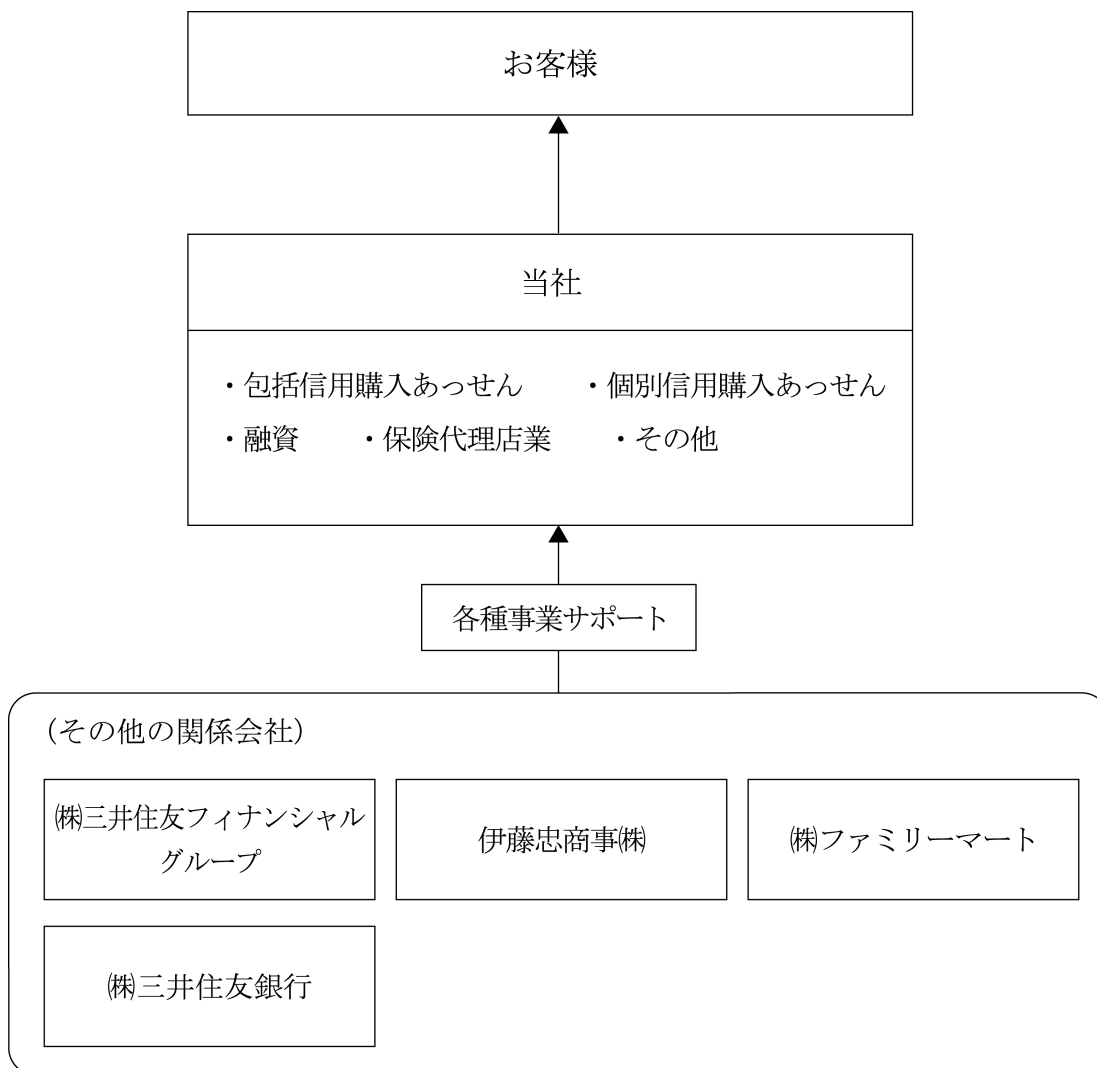 お客様
当社
・包括信用購入あっせん　・個別信用購入あっせん
・融資　・保険代理店業　・その他
各種事業サポート
(その他の関係会社)
㈱三井住友フィナンシャル
グループ
伊藤忠商事㈱
㈱ファミリーマート
㈱三井住友銀行